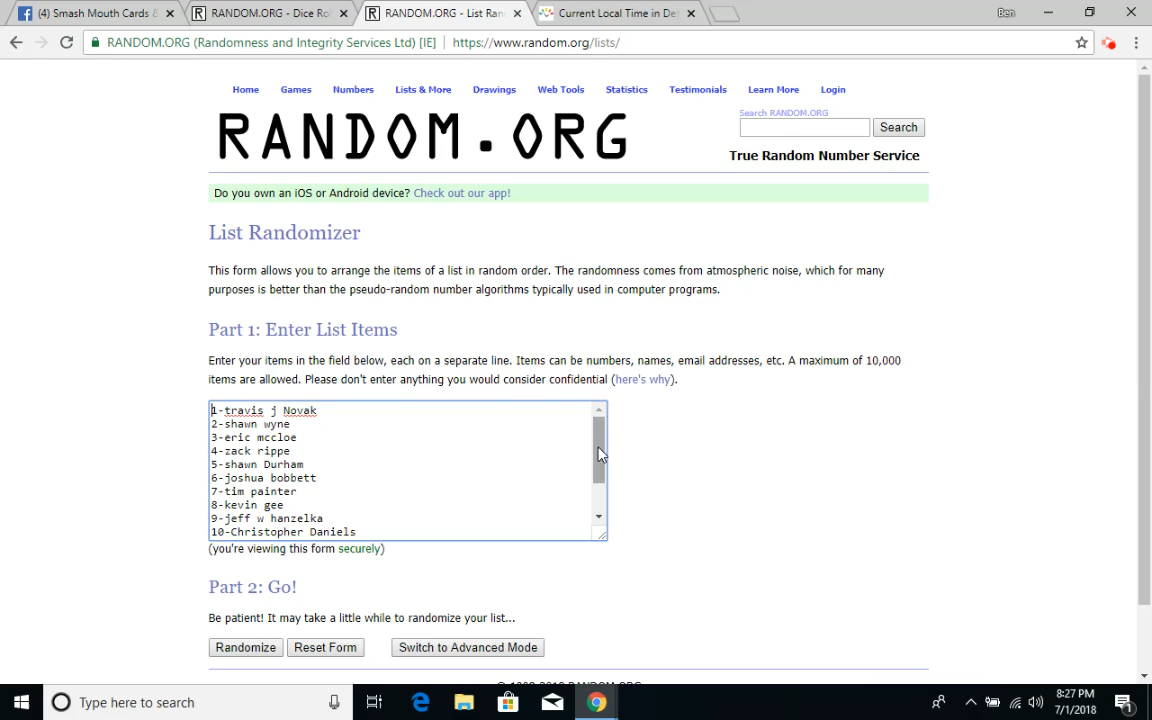 (4) Smash Mouth Cards &
RANDOM.ORG - Dice Ro
RANDOM.ORG - List Ran
Current Local Time in Det
Ben
RANDOM.ORG (Randomness and Integrity Services Ltd) [IE]
https://www.random.org/lists/
Home Games Numbers Lists & More Drawings Web Tools Statistics Testimonials Learn More Login
RANDOM.ORG
Search RANDOM.ORG
Search
True Random Number Service
Do you own an iOS or Android device? Check out our app!
List Randomizer
This form allows you to arrange the items of a list in random order. The randomness comes from atmospheric noise, which for many
purposes is better than the pseudo-random number algorithms typically used in computer programs.
Part 1: Enter List Items
Enter your items in the field below, each on a separate line. Items can be numbers, names, email addresses, etc. A maximum of 10,000
items are allowed. Please don't enter anything you would consider confidential (here's why).
1-travis j Novak
2-shawn wyne
3-eric mccloe
4-zack rippe
5-shawn Durham
6-joshua bobbett
7-tim painter
8-kevin gee
9-jeff w hanzelka
10-Christopher Daniels
(you're viewing this form securely)
Part 2: Go!
Be patient! It may take a little while to randomize your list...
Randomize Reset Form Switch to Advanced Mode
Type here to search
8:27 PM
7/1/2018
1